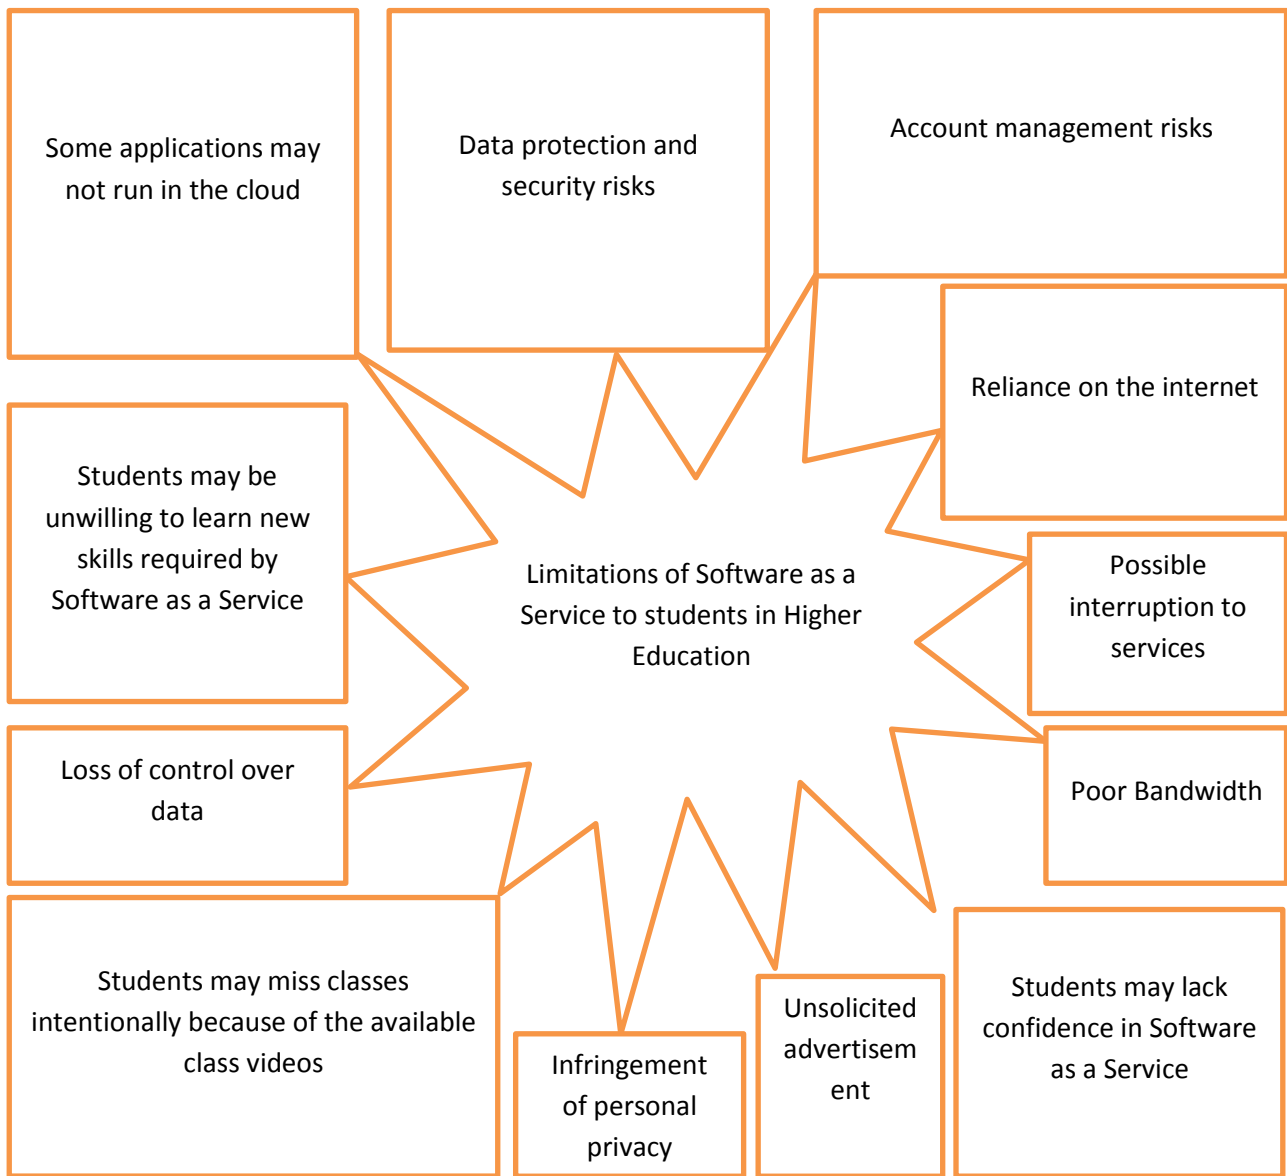 Some applications may
not run in the cloud
Data protection and
security risks
Account management risks
Reliance on the internet
Students may be
unwilling to learn new
skills required by
Software as a Service
Limitations of Software as a
Service to students in Higher
Education
Possible
interruption to
services
Loss of control over
data
Poor Bandwidth
Students may miss classes
intentionally because of the available
class videos
Infringement
of personal
privacy
Unsolicited
advertisem
ent
Students may lack
confidence in Software
as a Service